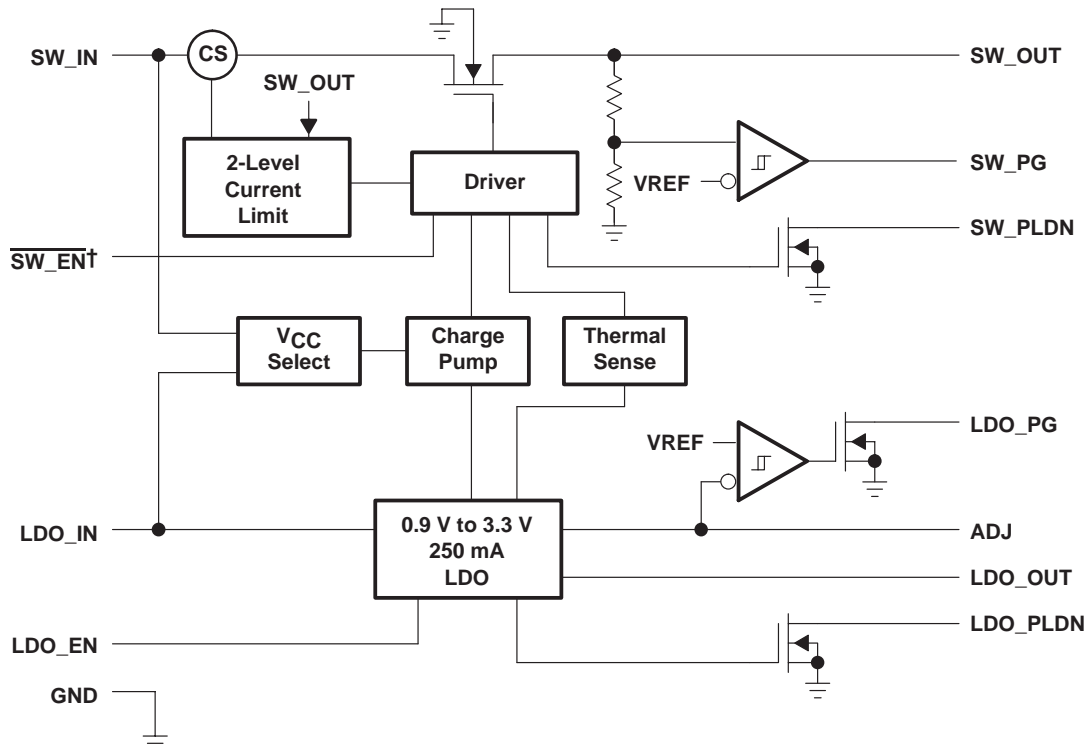 SW_IN
CS
SW_OUT
SW_OUT
2-Level
Current
Limit
Driver
VREF
SW_PG
SW_PLDN
SW_EN†
VCC
Select
Charge
Pump
Thermal
Sense
VREF
LDO_PG
LDO_IN
0.9 V to 3.3 V
250 mA
LDO
ADJ
LDO_OUT
LDO_EN
LDO_PLDN
GND